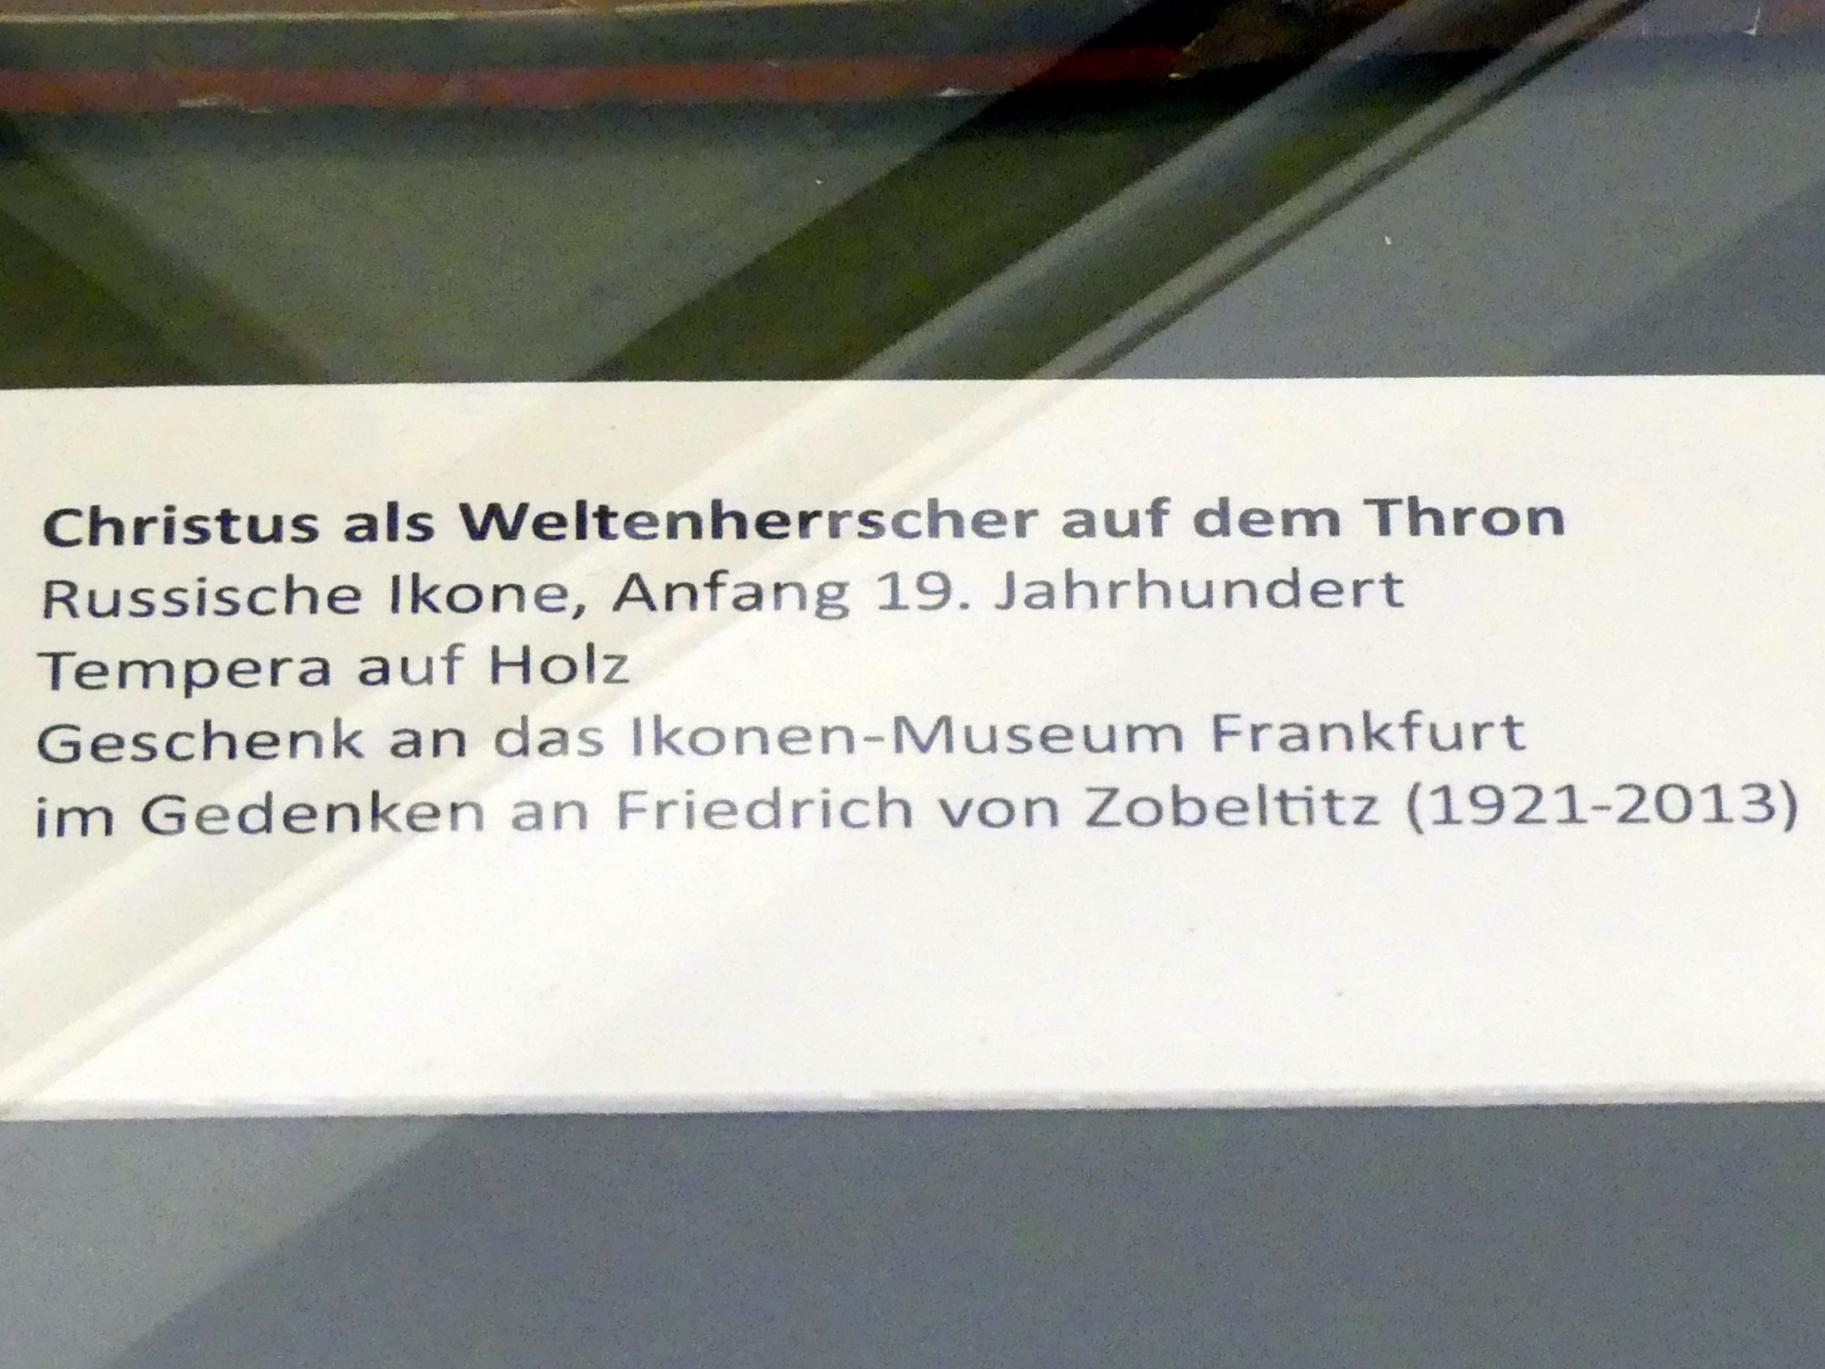 Christus als Weltenherrscher auf dem Thron
Russische Ikone, Anfang 19. Jahrhundert
Tempera auf Holz
Geschenk an das Ikonen-Museum Frankfurt
im Gedenken an Friedrich von Zobeltitz (1921-2013)